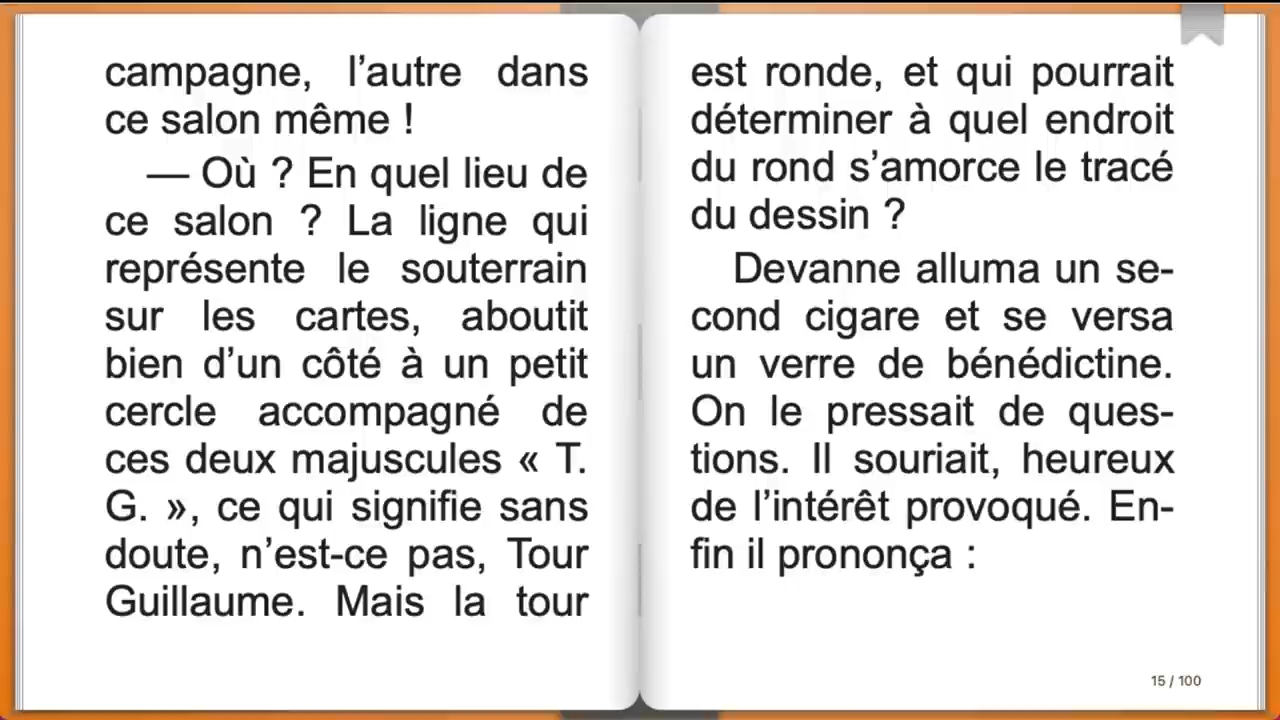 campagne, l’autre dans
ce salon même !
— Où ? En quel lieu de
ce salon ? La ligne qui
représente le souterrain
sur les cartes, aboutit
bien d’un côté à un petit
cercle accompagné de
ces deux majuscules « T.
G. », ce qui signifie sans
doute, n’est-ce pas, Tour
Guillaume. Mais la tour
est ronde, et qui pourrait
déterminer à quel endroit
du rond s’amorce le tracé
du dessin ?
Devanne alluma un se-
cond cigare et se versa
un verre de bénédictine.
On le pressait de ques-
tions. Il souriait, heureux
de l’intérêt provoqué. En-
fin il prononça :
15 / 100